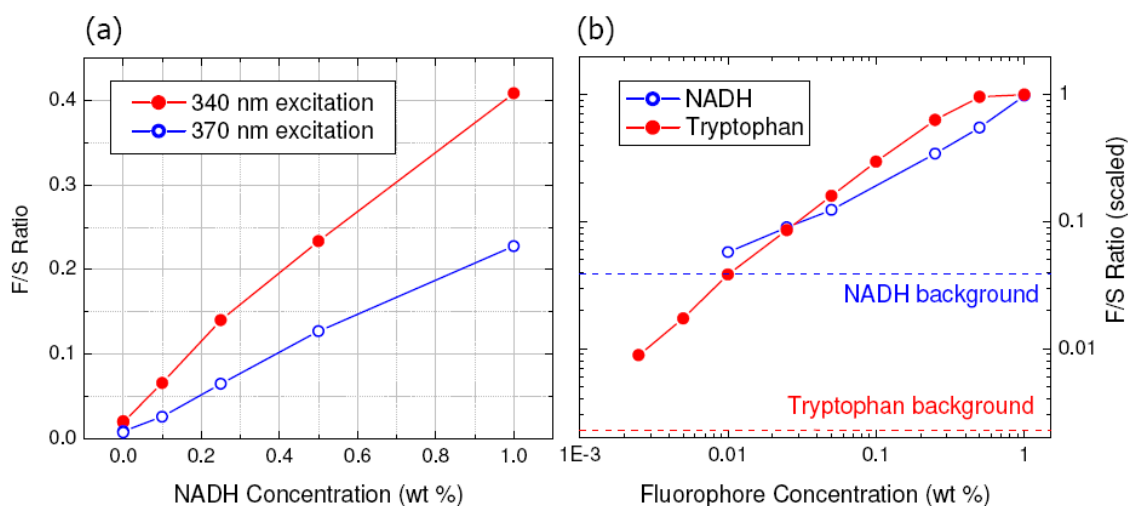 (a)
(b)
340 nm excitation
370 nm excitation
NADH
Tryptophan
0.4
0.3
0.2
0.1
0.0
F/S Ratio
0.0 0.2 0.4 0.6 0.8 1.0
NADH Concentration (wt %)
1
0.1
0.01
F/S Ratio (scaled)
NADH background
Tryptophan background
1E-3 0.01 0.1 1
Fluorophore Concentration (wt %)